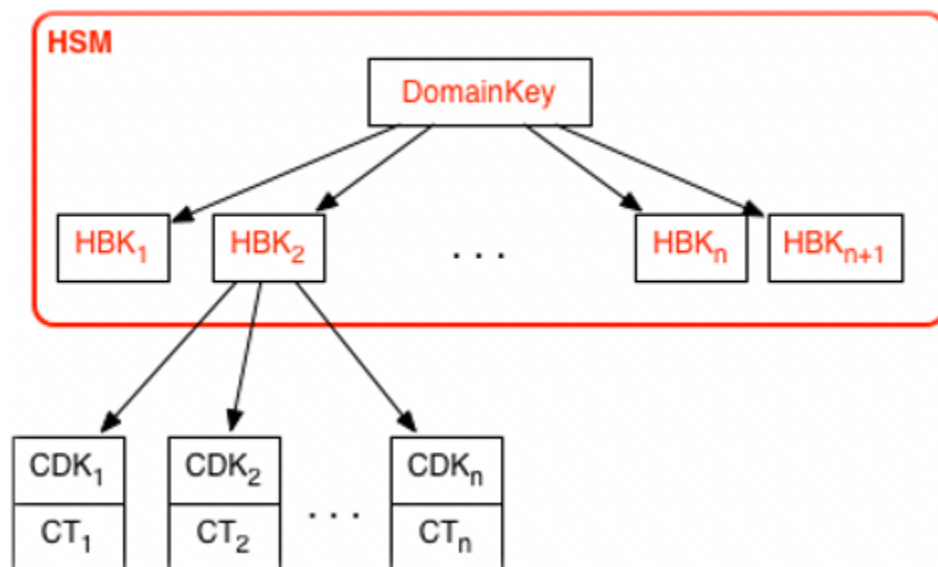 HSM
DomainKey
HBK₁ HBK₂ . . . HBKₙ HBKₙ₊₁
CDK₁ CDK₂ CDKₙ
. . .
CT₁ CT₂ CTₙ